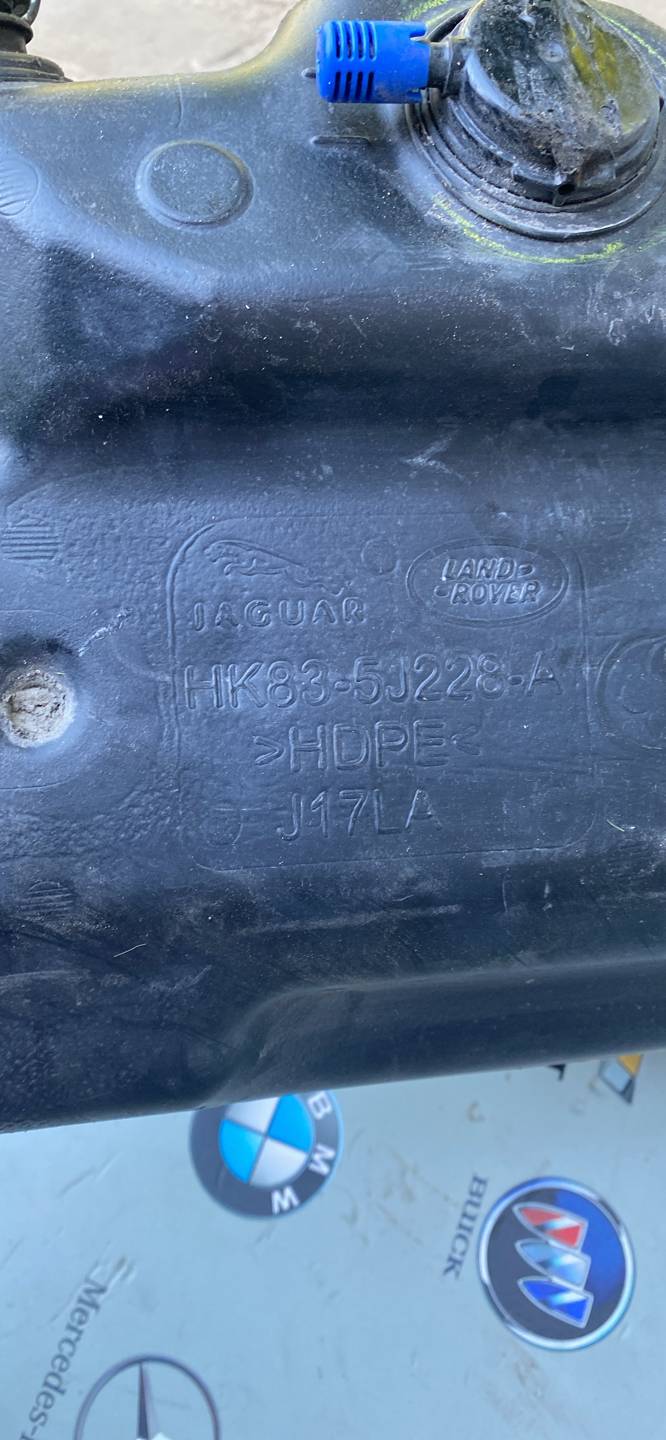 JAGUAR
LAND-
-ROVER
HK83-5J228-A
>HDPE<
J17LA
BMW
BUICK
Mercedes-